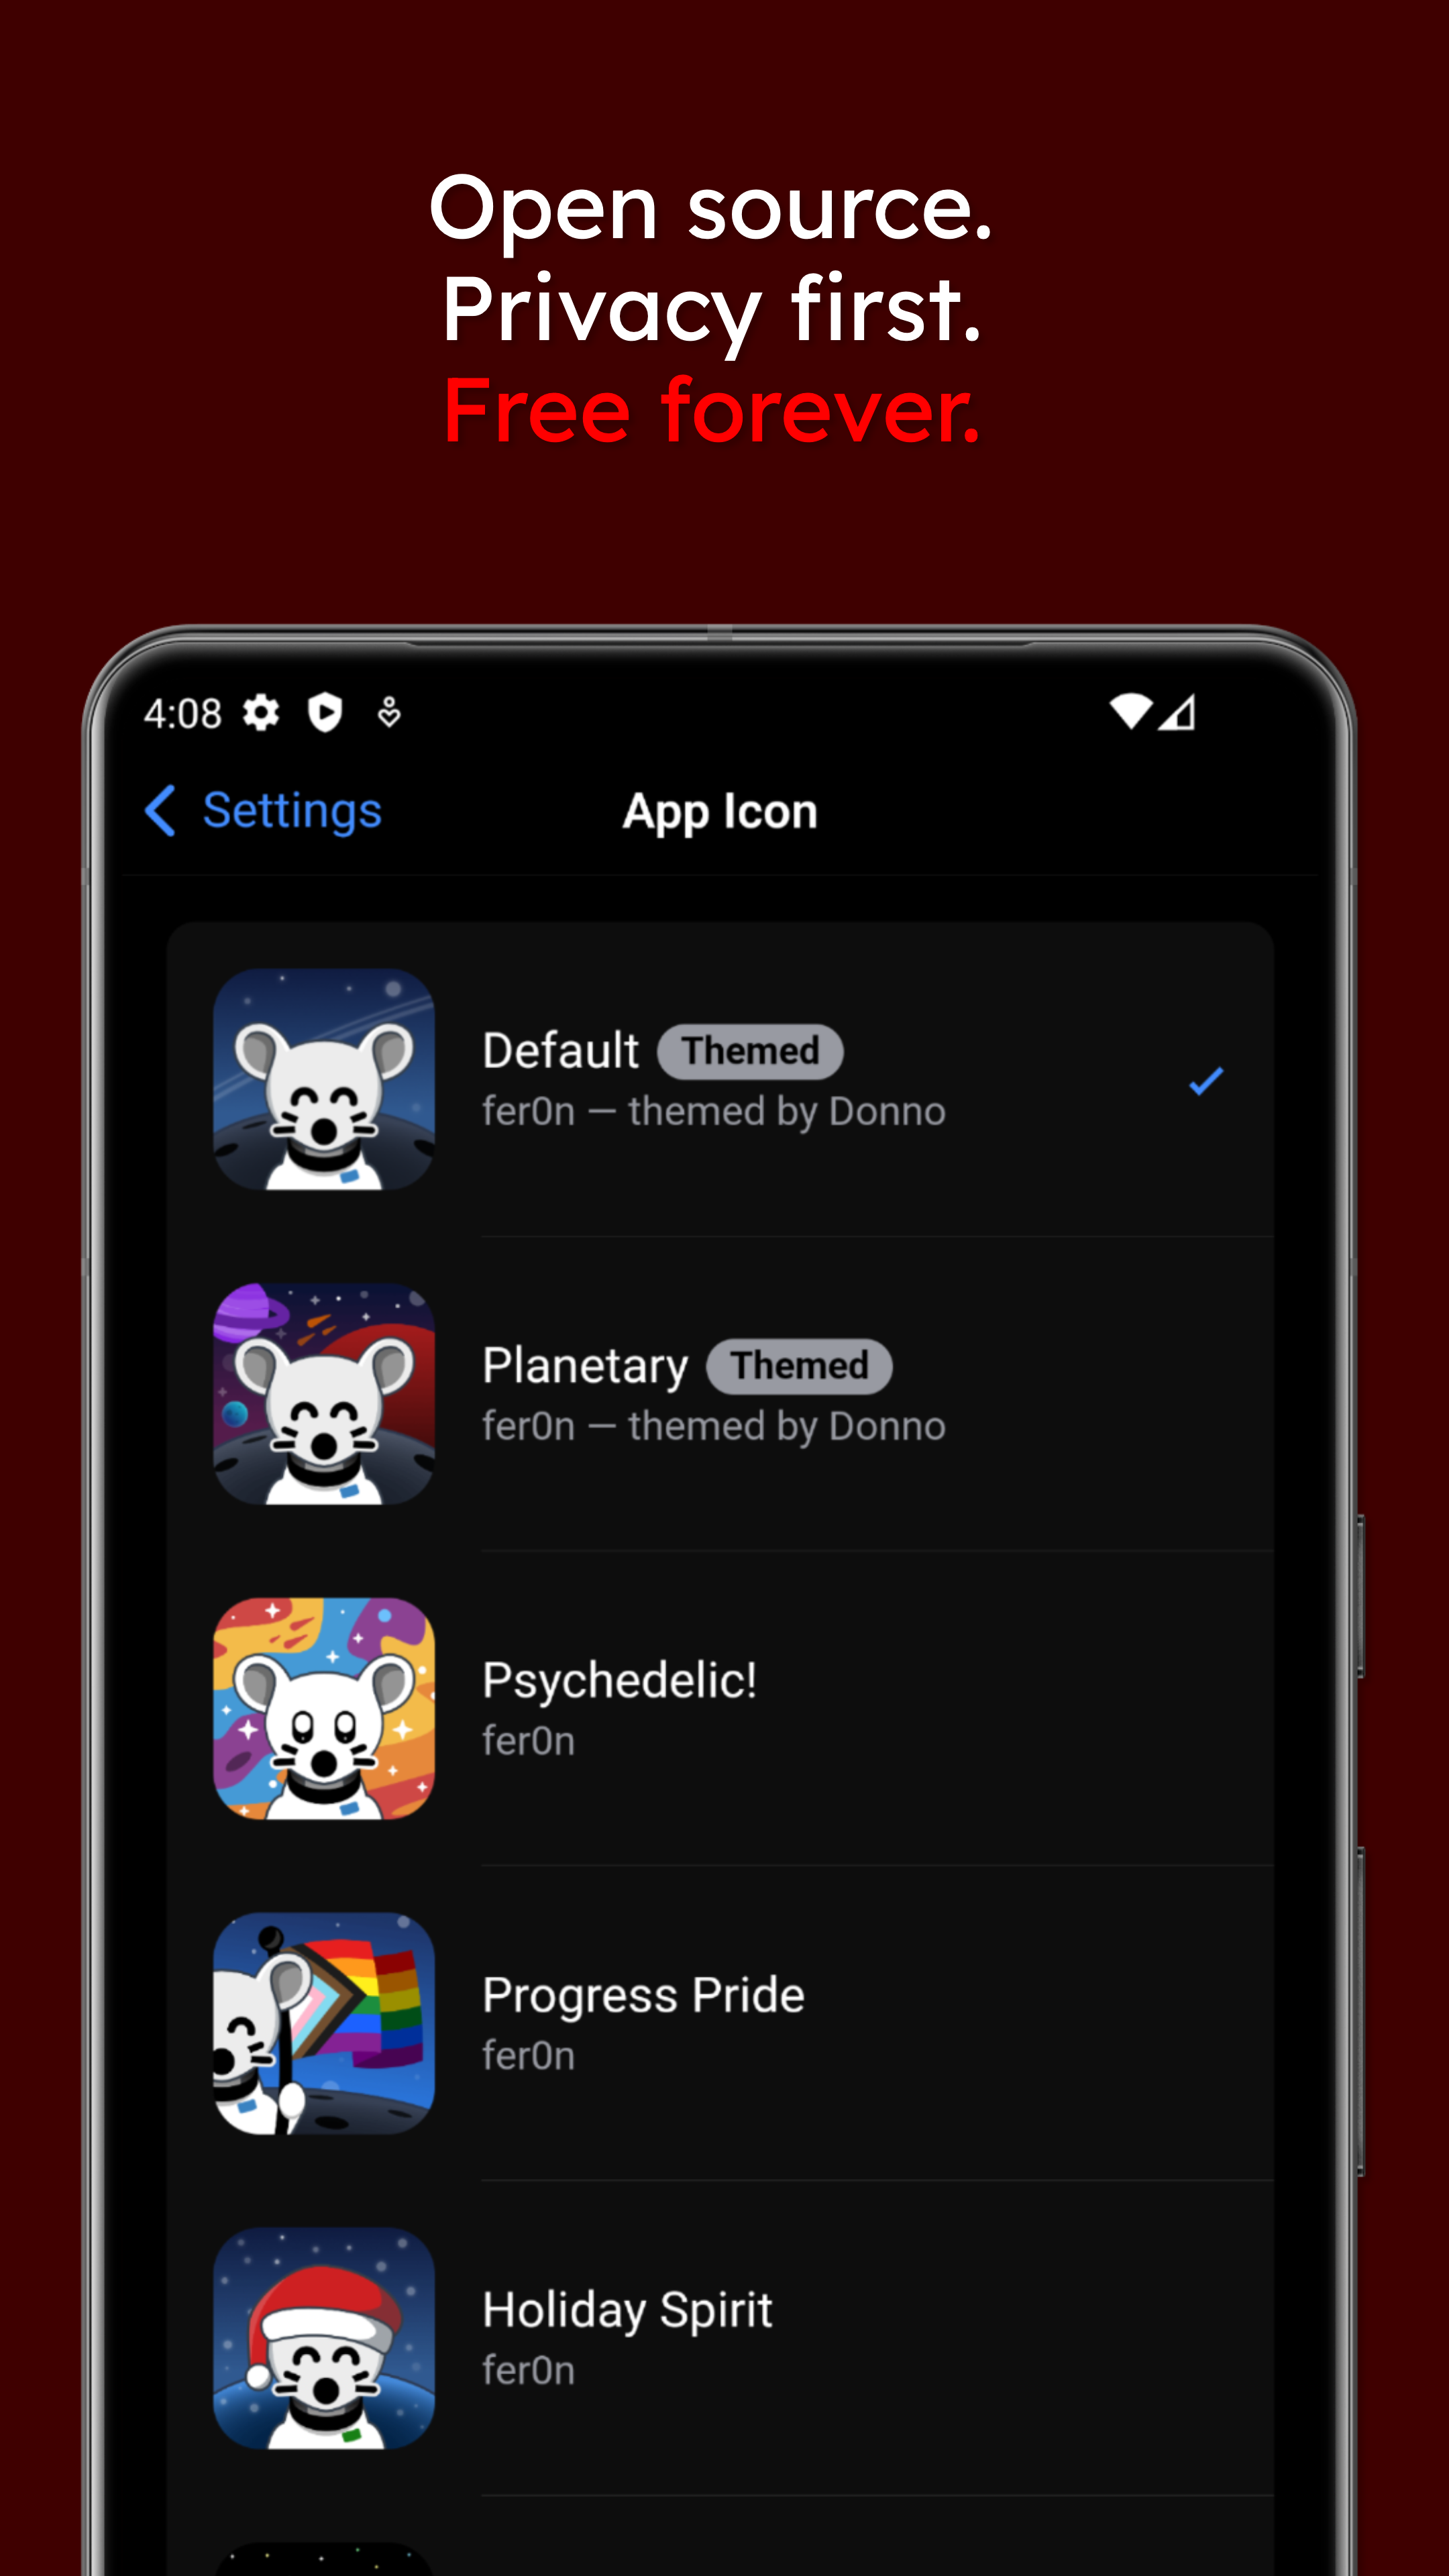 Open source.
Privacy first.
Free forever.
4:08
Settings
App Icon
Default Themed
fer0n — themed by Donno
Planetary Themed
fer0n — themed by Donno
Psychedelic!
fer0n
Progress Pride
fer0n
Holiday Spirit
fer0n